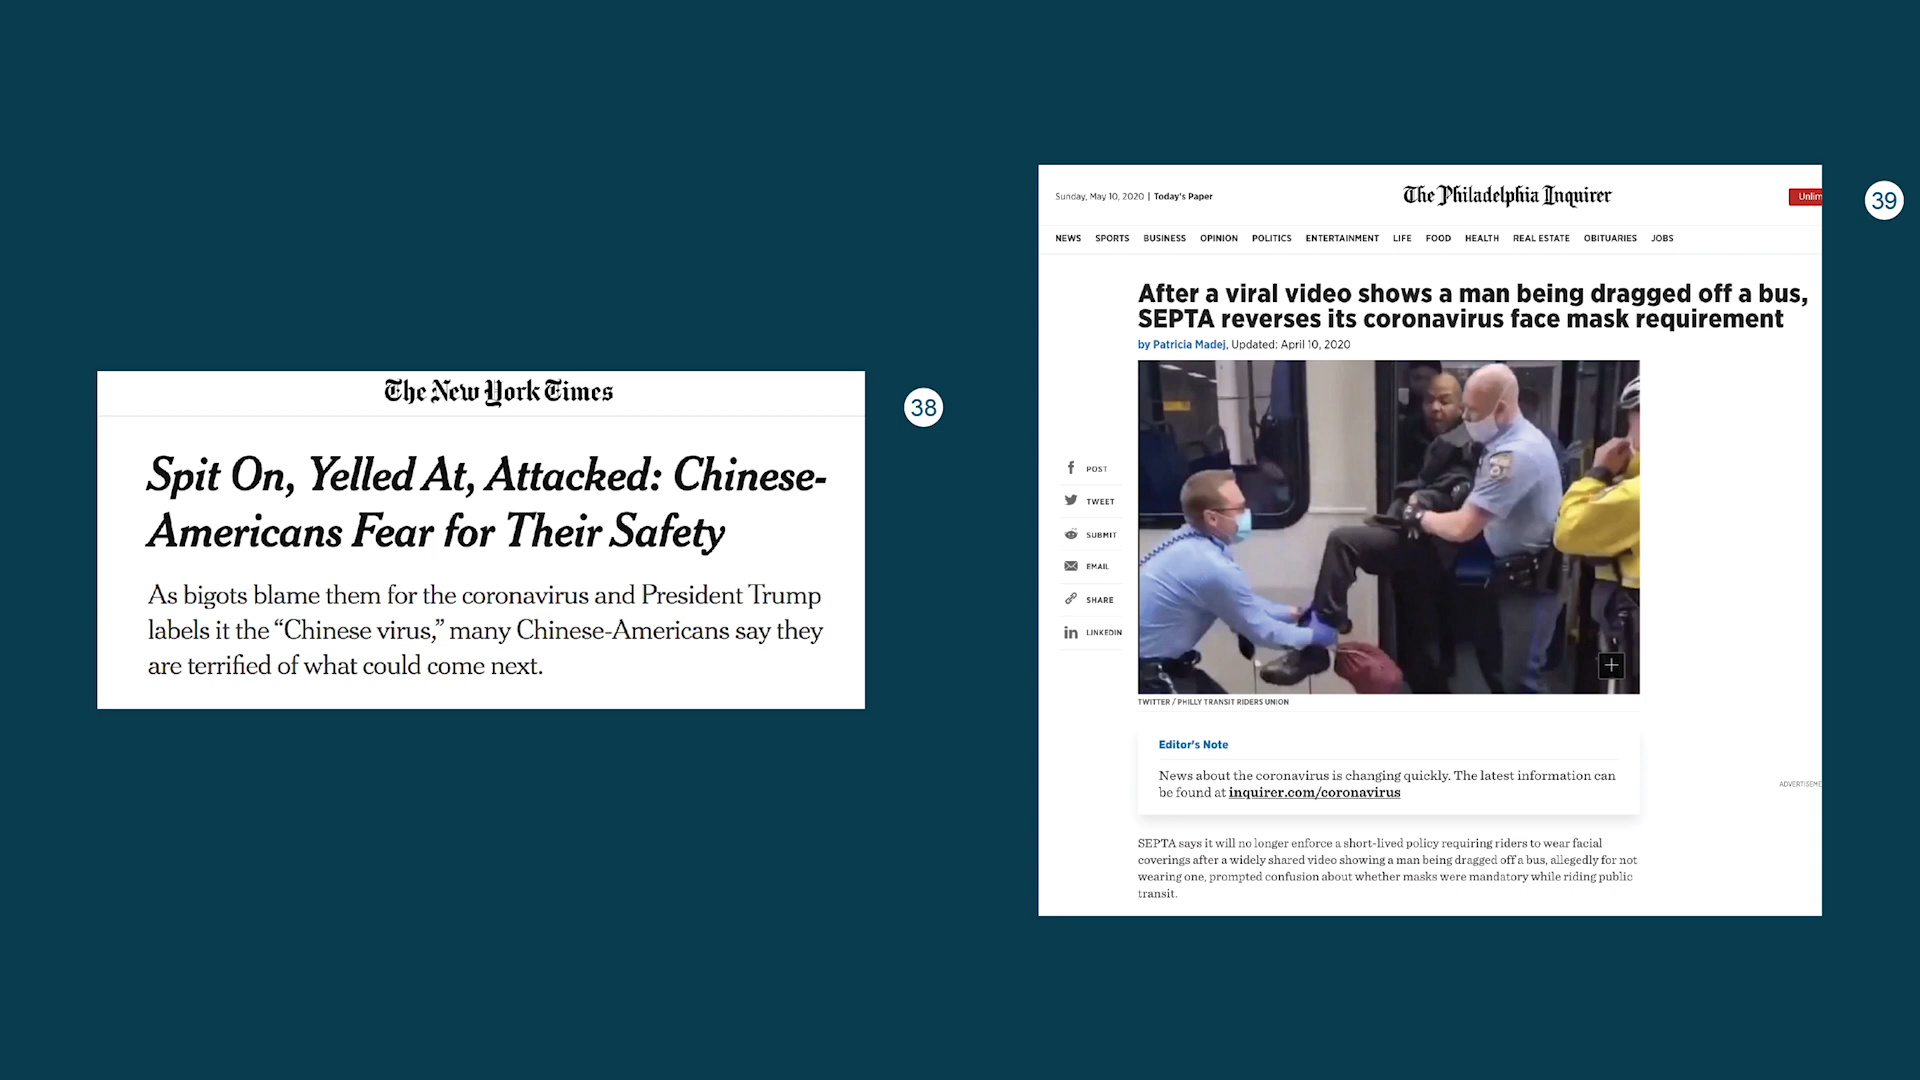 The New York Times
Spit On, Yelled At, Attacked: Chinese-
Americans Fear for Their Safety
As bigots blame them for the coronavirus and President Trump
labels it the “Chinese virus,” many Chinese-Americans say they
are terrified of what could come next.
38
Sunday, May 10, 2020 | Today's Paper
The Philadelphia Inquirer
Unlim
39
NEWS SPORTS BUSINESS OPINION POLITICS ENTERTAINMENT LIFE FOOD HEALTH REAL ESTATE OBITUARIES JOBS
After a viral video shows a man being dragged off a bus,
SEPTA reverses its coronavirus face mask requirement
by Patricia Madej, Updated: April 10, 2020
POST
TWEET
SUBMIT
EMAIL
SHARE
LINKEDIN
TWITTER / PHILLY TRANSIT RIDERS UNION
Editor's Note
News about the coronavirus is changing quickly. The latest information can
be found at inquirer.com/coronavirus
ADVERTISEME
SEPTA says it will no longer enforce a short-lived policy requiring riders to wear facial
coverings after a widely shared video showing a man being dragged off a bus, allegedly for not
wearing one, prompted confusion about whether masks were mandatory while riding public
transit.